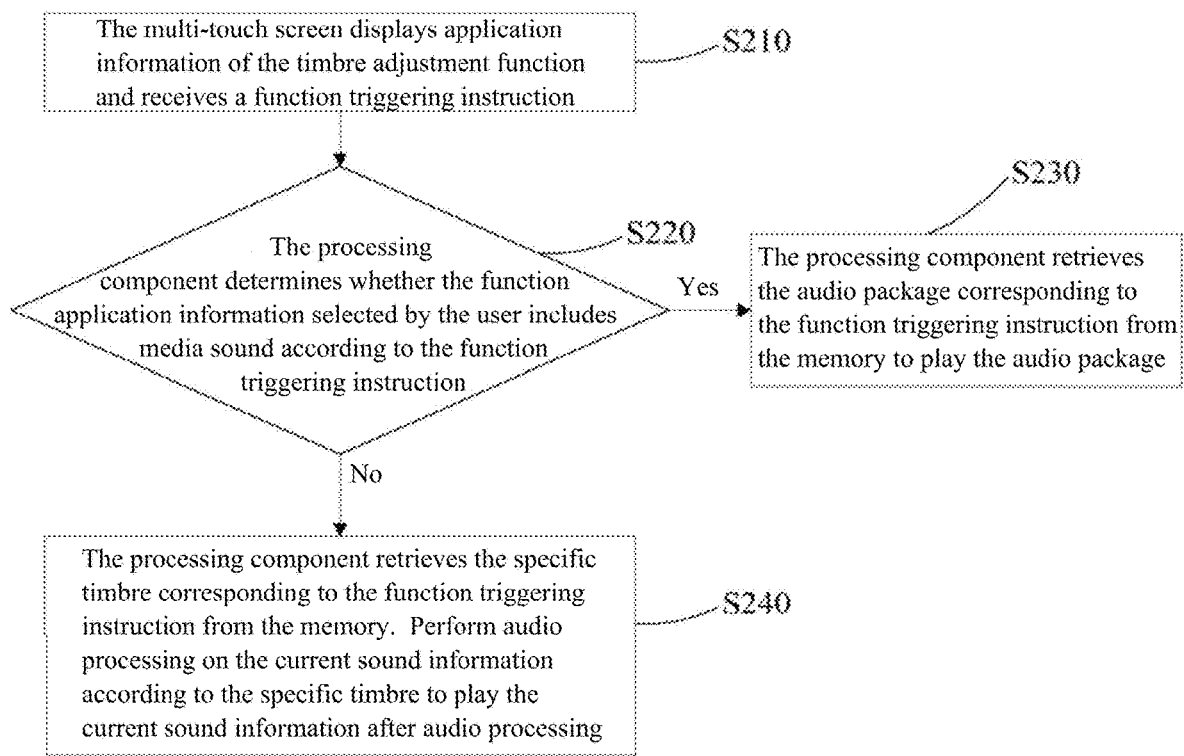 The multi-touch screen displays application
information of the timbre adjustment function
and receives a function triggering instruction
S210
The processing
component determines whether the function
application information selected by the user includes
media sound according to the function
triggering instruction
S220
Yes
S230
The processing component retrieves
the audio package corresponding to
the function triggering instruction from
the memory to play the audio package
No
The processing component retrieves the specific
timbre corresponding to the function triggering
instruction from the memory. Perform audio
processing on the current sound information
according to the specific timbre to play the
current sound information after audio processing
S240